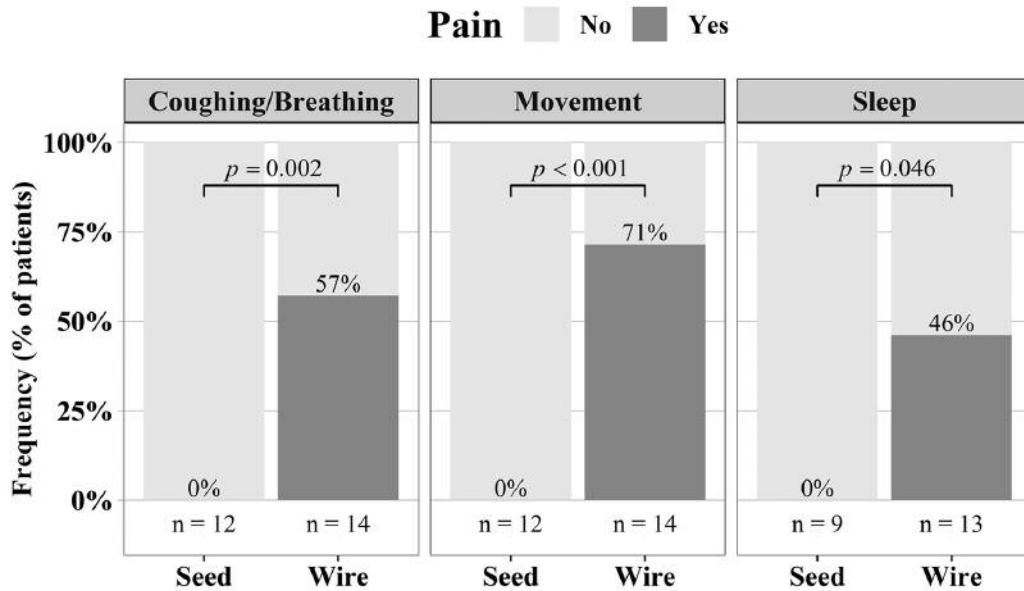 Pain No Yes
Coughing/Breathing Movement Sleep
Frequency (% of patients)
100%
75%
50%
25%
0%
p = 0.002 p < 0.001 p = 0.046
57% 71% 46%
0% 0% 0%
n = 12 n = 14 n = 12 n = 14 n = 9 n = 13
Seed Wire Seed Wire Seed Wire